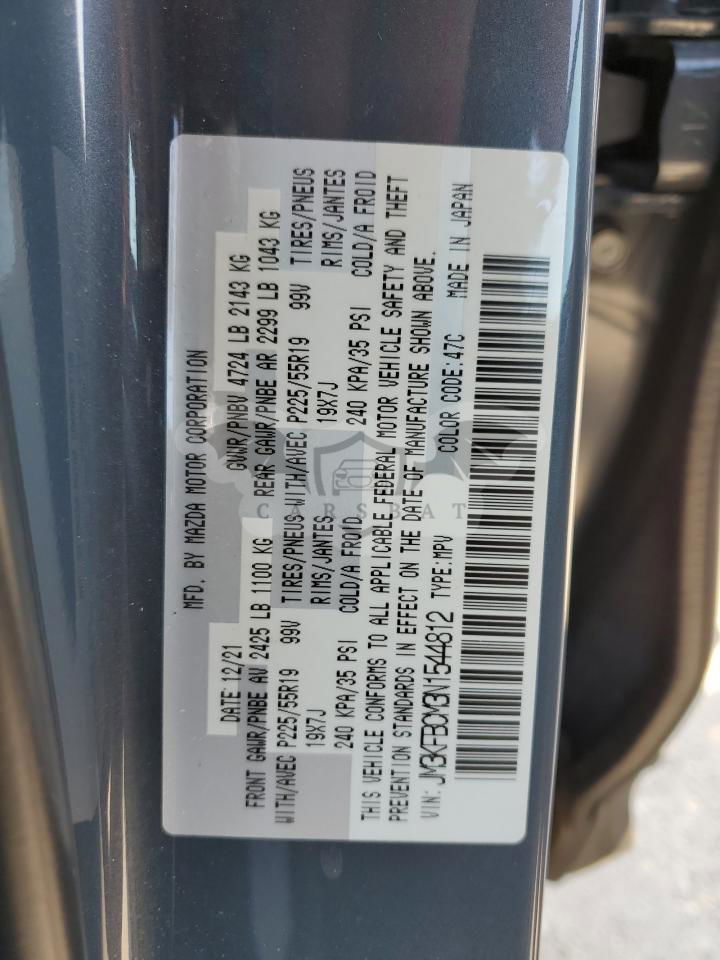 MFD. BY MAZDA MOTOR CORPORATION
DATE:12/21 GVWR/PNBV 4724 LB 2143 KG
FRONT GAWR/PNBE AV 2425 LB 1100 KG REAR GAWR/PNBE AR 2299 LB 1043 KG
WITH/AVEC P225/55R19 99V TIRES/PNEUS WITH/AVEC P225/55R19 99V TIRES/PNEUS
19X7J RIMS/JANTES 19X7J RIMS/JANTES
240 KPA/35 PSI COLD/A FROID 240 KPA/35 PSI COLD/A FROID
THIS VEHICLE CONFORMS TO ALL APPLICABLE FEDERAL MOTOR VEHICLE SAFETY AND THEFT
PREVENTION STANDARDS IN EFFECT ON THE DATE OF MANUFACTURE SHOWN ABOVE.
VIN: JM3KFBCM3N1544812 TYPE:MPV COLOR CODE:47C MADE IN JAPAN
CARSBAT